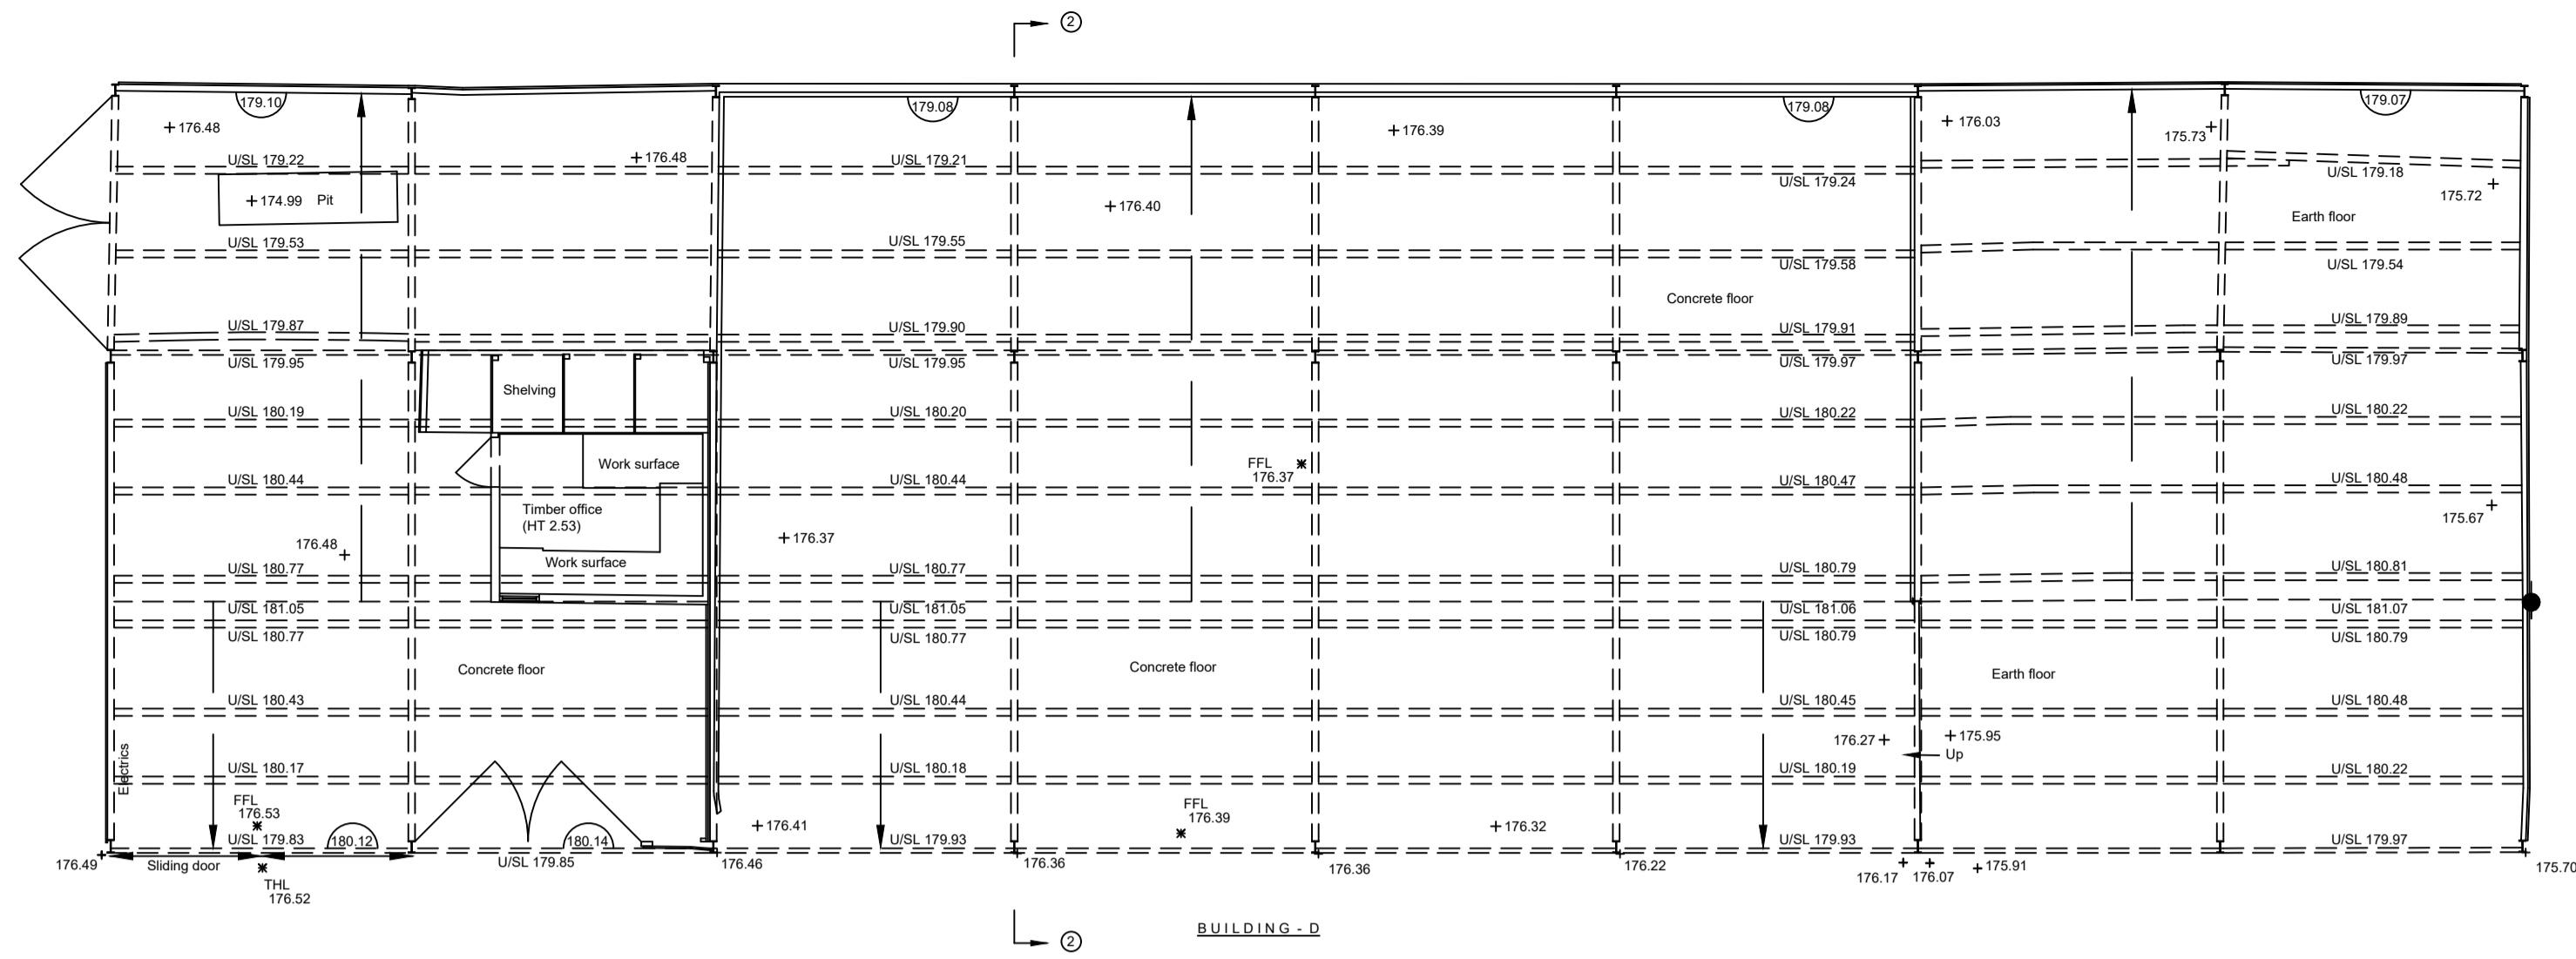 2
179.10
179.08
179.08
179.07
176.48
176.39
176.03
175.73
U/SL 179.22
176.48
U/SL 179.21
U/SL 179.24
U/SL 179.18
174.99 Pit
176.40
175.72
Earth floor
U/SL 179.53
U/SL 179.55
U/SL 179.58
U/SL 179.54
Concrete floor
U/SL 179.87
U/SL 179.90
U/SL 179.91
U/SL 179.89
U/SL 179.95
U/SL 179.95
U/SL 179.97
U/SL 179.97
Shelving
U/SL 180.19
U/SL 180.20
U/SL 180.22
U/SL 180.22
Work surface
FFL
176.37
U/SL 180.44
U/SL 180.44
U/SL 180.47
U/SL 180.48
Timber office
(HT 2.53)
175.67
176.48
176.37
Work surface
U/SL 180.77
U/SL 180.77
U/SL 180.79
U/SL 180.81
U/SL 181.05
U/SL 181.05
U/SL 181.06
U/SL 181.07
U/SL 180.77
U/SL 180.77
U/SL 180.79
U/SL 180.79
Concrete floor
Concrete floor
Earth floor
U/SL 180.43
U/SL 180.44
U/SL 180.45
U/SL 180.48
176.27
175.95
Up
Electrics
U/SL 180.17
U/SL 180.18
U/SL 180.19
U/SL 180.22
FFL
176.53
FFL
176.39
176.41
176.32
U/SL 179.83
180.12
180.14
U/SL 179.93
U/SL 179.93
U/SL 179.97
176.49
Sliding door
U/SL 179.85
176.46
176.36
176.36
176.22
176.17
176.07
175.91
175.70
THL
176.52
BUILDING - D
2